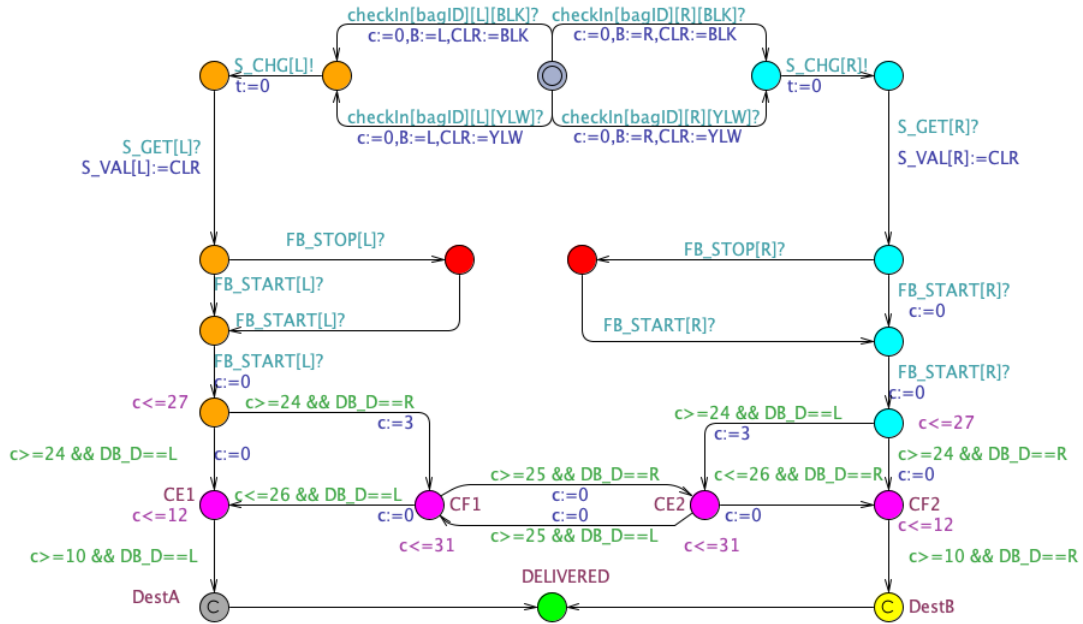 checkIn[bagID][L][BLK]?
c:=0,B:=L,CLR:=BLK
checkIn[bagID][R][BLK]?
c:=0,B:=R,CLR:=BLK
S_CHG[L]!
t:=0
S_CHG[R]!
t:=0
checkIn[bagID][L][YLW]?
c:=0,B:=L,CLR:=YLW
checkIn[bagID][R][YLW]?
c:=0,B:=R,CLR:=YLW
S_GET[L]?
S_VAL[L]:=CLR
S_GET[R]?
S_VAL[R]:=CLR
FB_STOP[L]?
FB_STOP[R]?
FB_START[L]?
FB_START[R]?
c:=0
FB_START[L]?
FB_START[R]?
FB_START[L]?
c:=0
FB_START[R]?
c:=0
c<=27
c>=24 && DB_D==R
c:=3
c>=24 && DB_D==L
c:=3
c<=27
c>=24 && DB_D==L
c:=0
c>=24 && DB_D==R
c:=0
CE1
c<=12
c<=26 && DB_D==L
c:=0
CF1
c<=31
c>=25 && DB_D==R
c:=0
c:=0
c>=25 && DB_D==L
CE2
c<=31
c<=26 && DB_D==R
c:=0
CF2
c<=12
c>=10 && DB_D==L
c>=10 && DB_D==R
DestA
C
DELIVERED
C
DestB